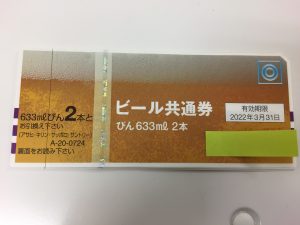 633mlびん2本と
お引換え下さい
(アサヒ・キリン・サッポロ・サントリー)
A-20-0724
裏面をお読み下さい
ビール共通券
びん633ml 2本
有効期限
2022年3月31日